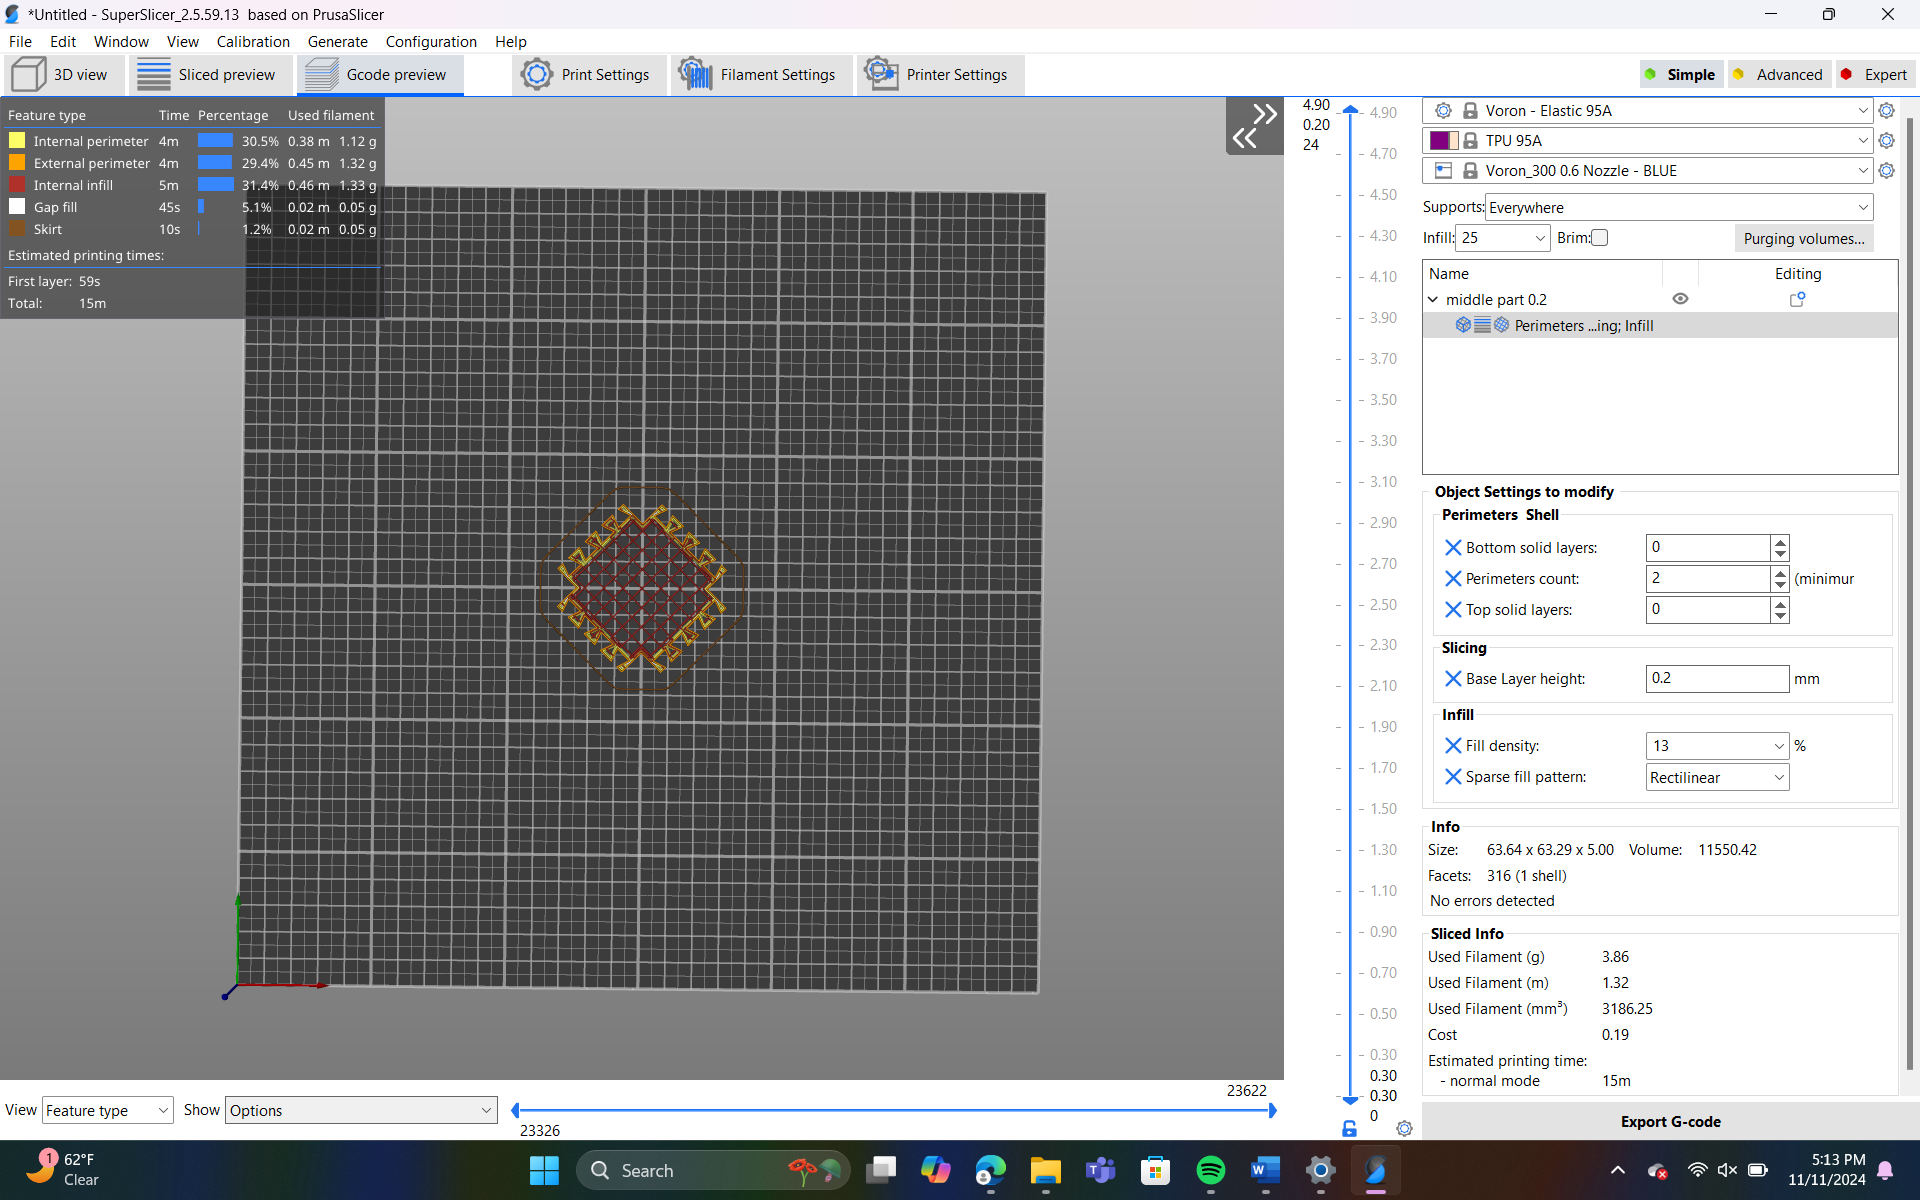 *Untitled - SuperSlicer_2.5.59.13 based on PrusaSlicer
File Edit Window View Calibration Generate Configuration Help
3D view Sliced preview Gcode preview Print Settings Filament Settings Printer Settings Simple Advanced Expert
Feature type Time Percentage Used filament
Internal perimeter 4m 30.5% 0.38 m 1.12 g
External perimeter 4m 29.4% 0.45 m 1.32 g
Internal infill 5m 31.4% 0.46 m 1.33 g
Gap fill 45s 5.1% 0.02 m 0.05 g
Skirt 10s 1.2% 0.02 m 0.05 g
Estimated printing times:
First layer: 59s
Total: 15m
4.90
0.20
24
4.90
4.70
4.50
4.30
4.10
3.90
3.70
3.50
3.30
3.10
2.90
2.70
2.50
2.30
2.10
1.90
1.70
1.50
1.30
1.10
0.90
0.70
0.50
0.30
0.30
0.30
0
Voron - Elastic 95A
TPU 95A
Voron_300 0.6 Nozzle - BLUE
Supports: Everywhere
Infill: 25 Brim: Purging volumes...
Name Editing
middle part 0.2
Perimeters ...ing; Infill
Object Settings to modify
Perimeters Shell
Bottom solid layers: 0
Perimeters count: 2 (minimur
Top solid layers: 0
Slicing
Base Layer height: 0.2 mm
Infill
Fill density: 13 %
Sparse fill pattern: Rectilinear
Info
Size: 63.64 x 63.29 x 5.00 Volume: 11550.42
Facets: 316 (1 shell)
No errors detected
Sliced Info
Used Filament (g) 3.86
Used Filament (m) 1.32
Used Filament (mm³) 3186.25
Cost 0.19
Estimated printing time:
- normal mode 15m
Export G-code
View Feature type Show Options
23622
23326
1
62°F
Clear
Search
5:13 PM
11/11/2024